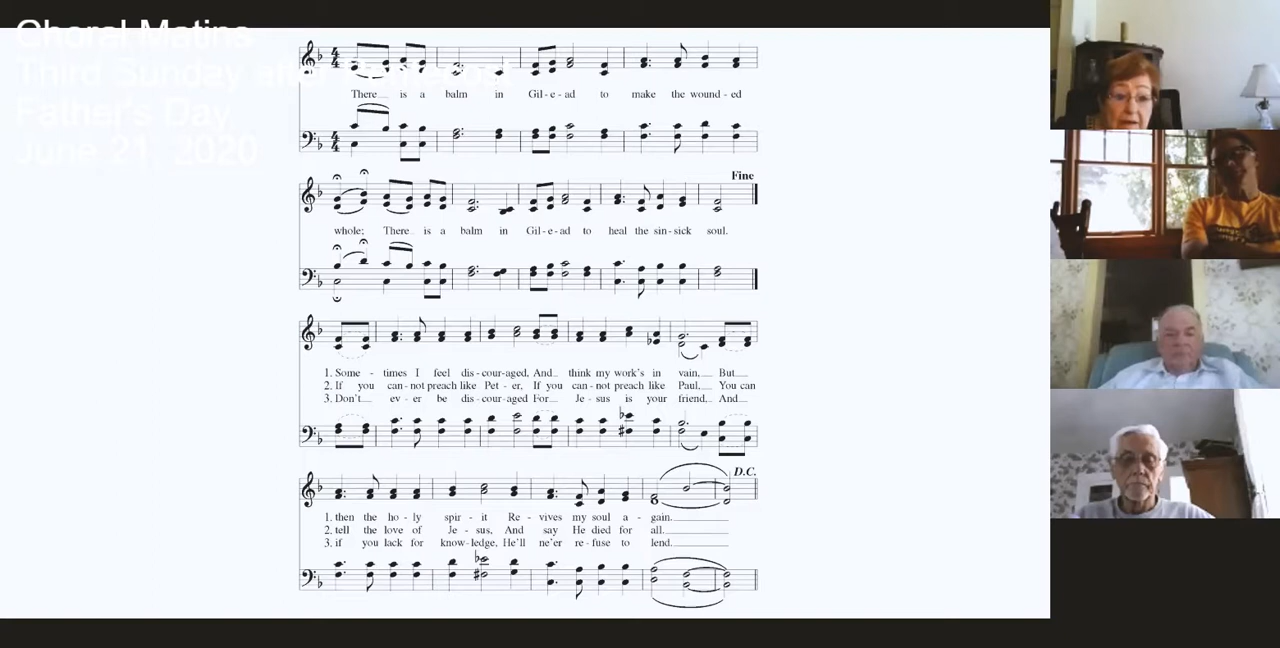 Choral Matins
Third Sunday after Pentecost
Father's Day
June 21, 2020
There is a balm in Gil-e-ad to make the wound-ed
Fine
whole; There is a balm in Gil-e-ad to heal the sin-sick soul.
1. Some - times I feel dis-cour-aged, And think my work's in vain, But
2. If you can-not preach like Pet-er, If you can-not preach like Paul, You can
3. Don't ev-er be dis-cour-aged For Je-sus is your friend, And
D.C.
1. then the ho-ly spir-it Re-vives my soul a-gain.
2. tell the love of Je-sus, And say He died for all.
3. if you lack for know-ledge, He'll ne'er re-fuse to lend.